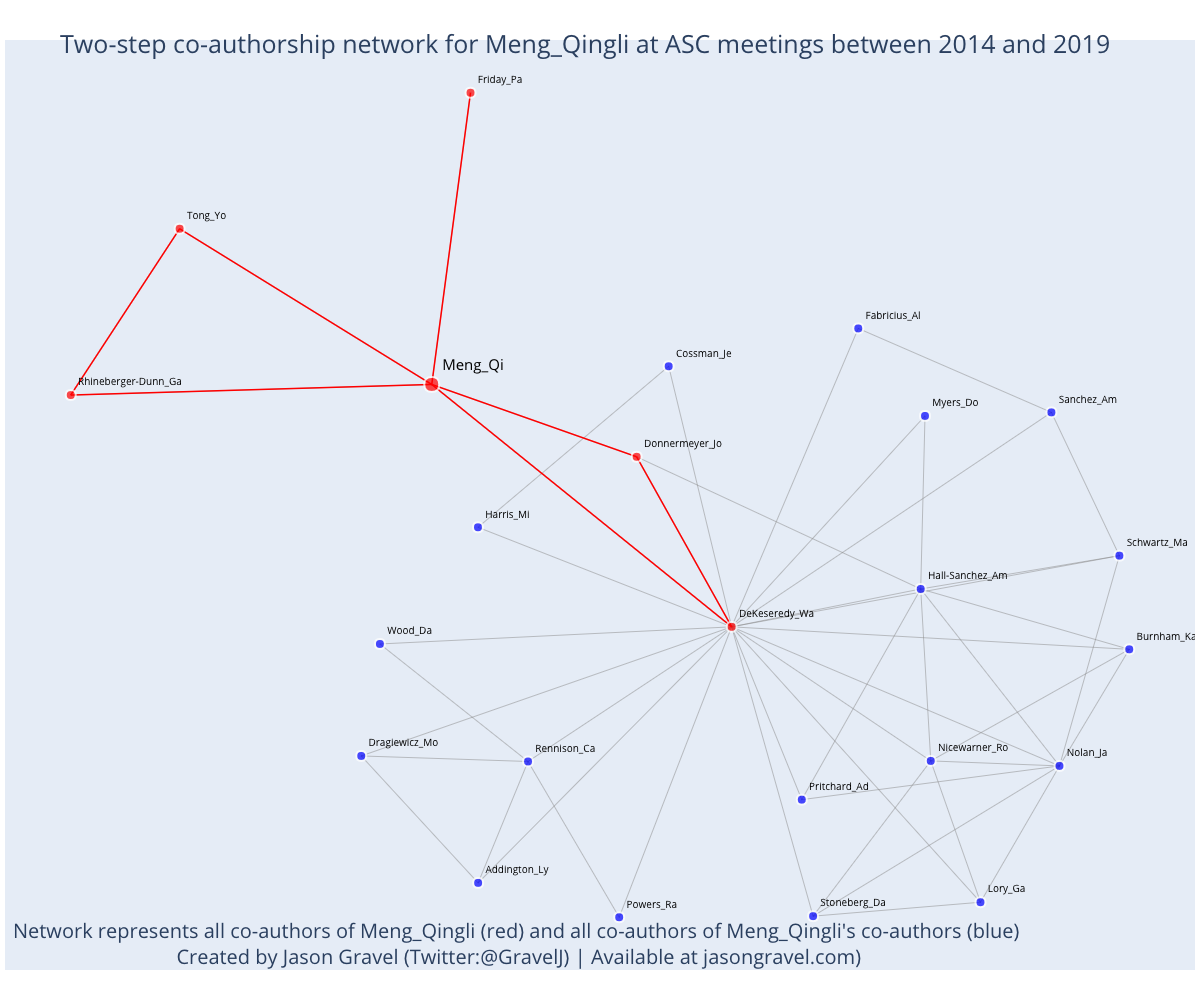 Two-step co-authorship network for Meng_Qingli at ASC meetings between 2014 and 2019
Friday_Pa
Tong_Yo
Fabricius_Al
Cossman_Je
Meng_Qi
Rhineberger-Dunn_Ga
Myers_Do
Sanchez_Am
Donnermeyer_Jo
Harris_Mi
Schwartz_Ma
Hall-Sanchez_Am
DeKeseredy_Wa
Wood_Da
Burnham_Ka
Dragiewicz_Mo
Rennison_Ca
Nicewarner_Ro
Nolan_Ja
Pritchard_Ad
Addington_Ly
Lory_Ga
Powers_Ra
Stoneberg_Da
Network represents all co-authors of Meng_Qingli (red) and all co-authors of Meng_Qingli's co-authors (blue)
Created by Jason Gravel (Twitter:@GravelJ) | Available at jasongravel.com)